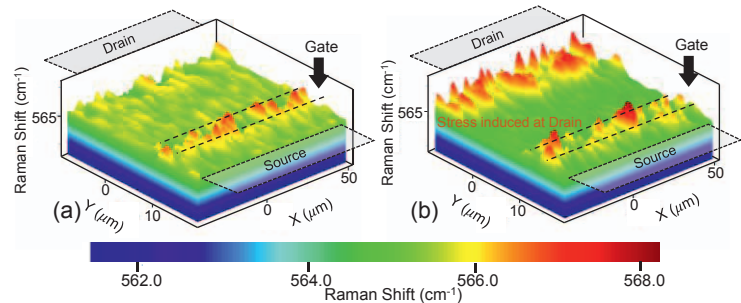 (a)
Drain
Gate
Raman Shift (cm-1)
565
Source
Y (μm)
0
10
X (μm)
0
50
(b)
Drain
Gate
Raman Shift (cm-1)
565
Stress induced at Drain
Source
Y (μm)
0
10
X (μm)
0
50
562.0
564.0
566.0
568.0
Raman Shift (cm-1)